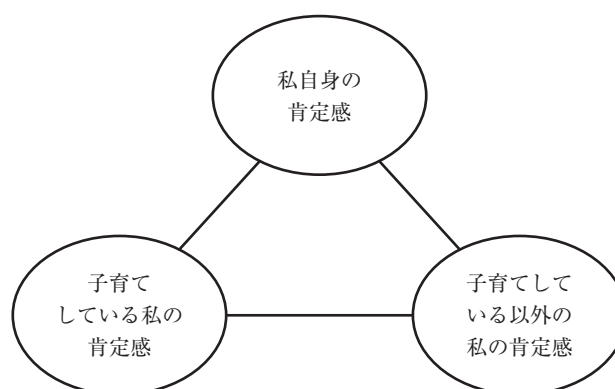 私自身の
肯定感
子育て
している私の
肯定感
子育てして
いる以外の
私の肯定感